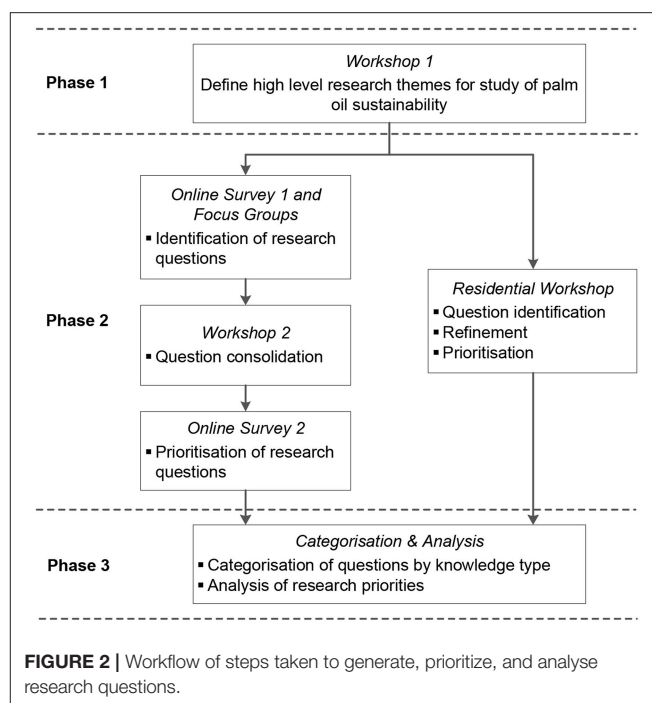 Phase 1
Workshop 1
Define high level research themes for study of palm
oil sustainability
Phase 2
Online Survey 1 and
Focus Groups
▪ Identification of research
questions
Workshop 2
▪ Question consolidation
Online Survey 2
▪ Prioritisation of research
questions
Residential Workshop
▪ Question identification
▪ Refinement
▪ Prioritisation
Phase 3
Categorisation & Analysis
▪ Categorisation of questions by knowledge type
▪ Analysis of research priorities
FIGURE 2 | Workflow of steps taken to generate, prioritize, and analyse
research questions.